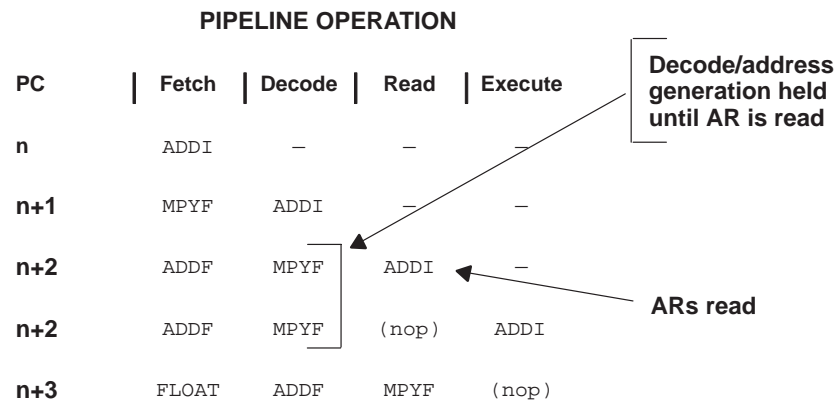 PIPELINE OPERATION
Decode/address
generation held
until AR is read
PC | Fetch | Decode | Read | Execute
n ADDI – – –
n+1 MPYF ADDI – –
n+2 ADDF MPYF ADDI –
ARs read
n+2 ADDF MPYF (nop) ADDI
n+3 FLOAT ADDF MPYF (nop)